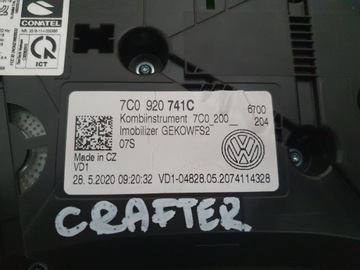 CONATEL
ICT
7C0 920 741C
Kombiinstrument 7C0 200_ 6700
Imobilizer GEKOWFS2 204
07S
Made in CZ
VD1
28.5.2020 09:20:32 VD1-04828.05.2074114328
CRAFTER